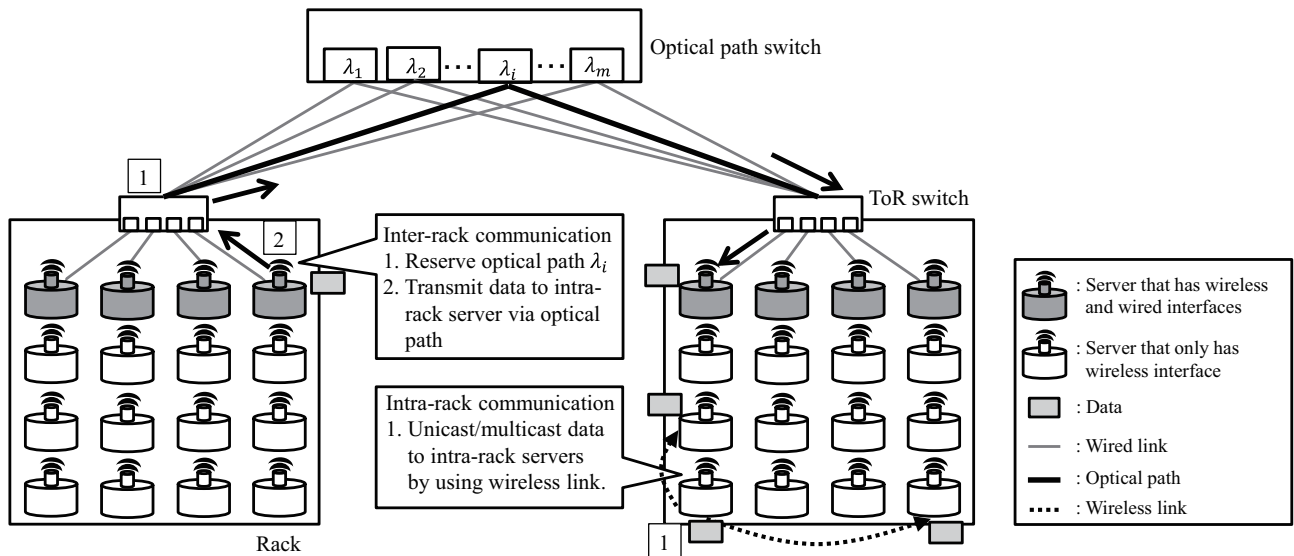 Optical path switch
λ1 λ2 ··· λi ··· λm
1
ToR switch
2
Inter-rack communication
1. Reserve optical path λi
2. Transmit data to intra-
rack server via optical
path
Intra-rack communication
1. Unicast/multicast data
to intra-rack servers
by using wireless link.
Rack
1
: Server that has wireless
and wired interfaces
: Server that only has
wireless interface
: Data
: Wired link
: Optical path
: Wireless link